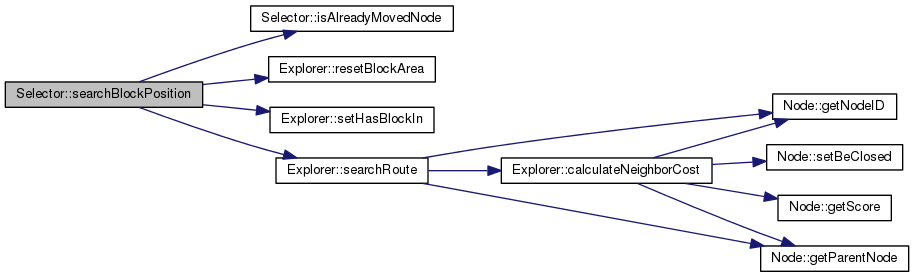 Selector::isAlreadyMovedNode
Explorer::resetBlockArea
Selector::searchBlockPosition
Node::getNodeID
Explorer::setHasBlockIn
Node::setBeClosed
Explorer::searchRoute
Explorer::calculateNeighborCost
Node::getScore
Node::getParentNode